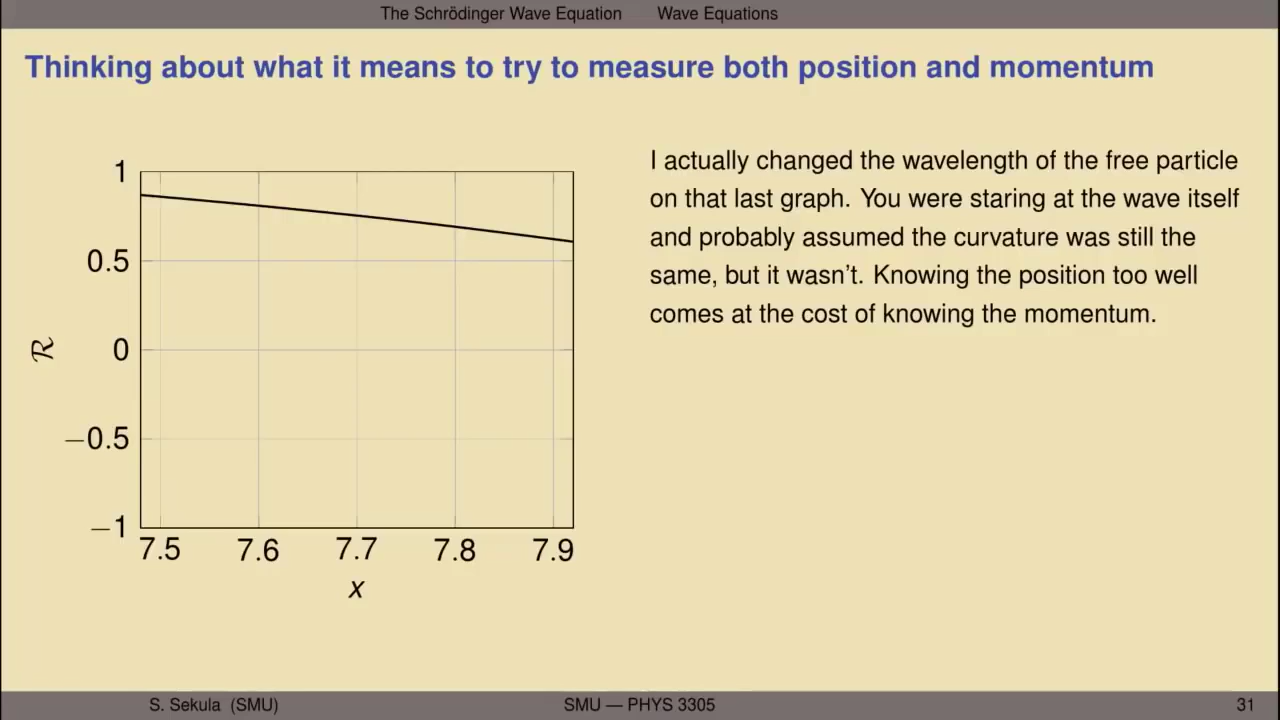 The Schrödinger Wave Equation Wave Equations
Thinking about what it means to try to measure both position and momentum
1
0.5
0
−0.5
−1
ℛ
7.5 7.6 7.7 7.8 7.9
x
I actually changed the wavelength of the free particle
on that last graph. You were staring at the wave itself
and probably assumed the curvature was still the
same, but it wasn't. Knowing the position too well
comes at the cost of knowing the momentum.
S. Sekula (SMU) SMU — PHYS 3305 31